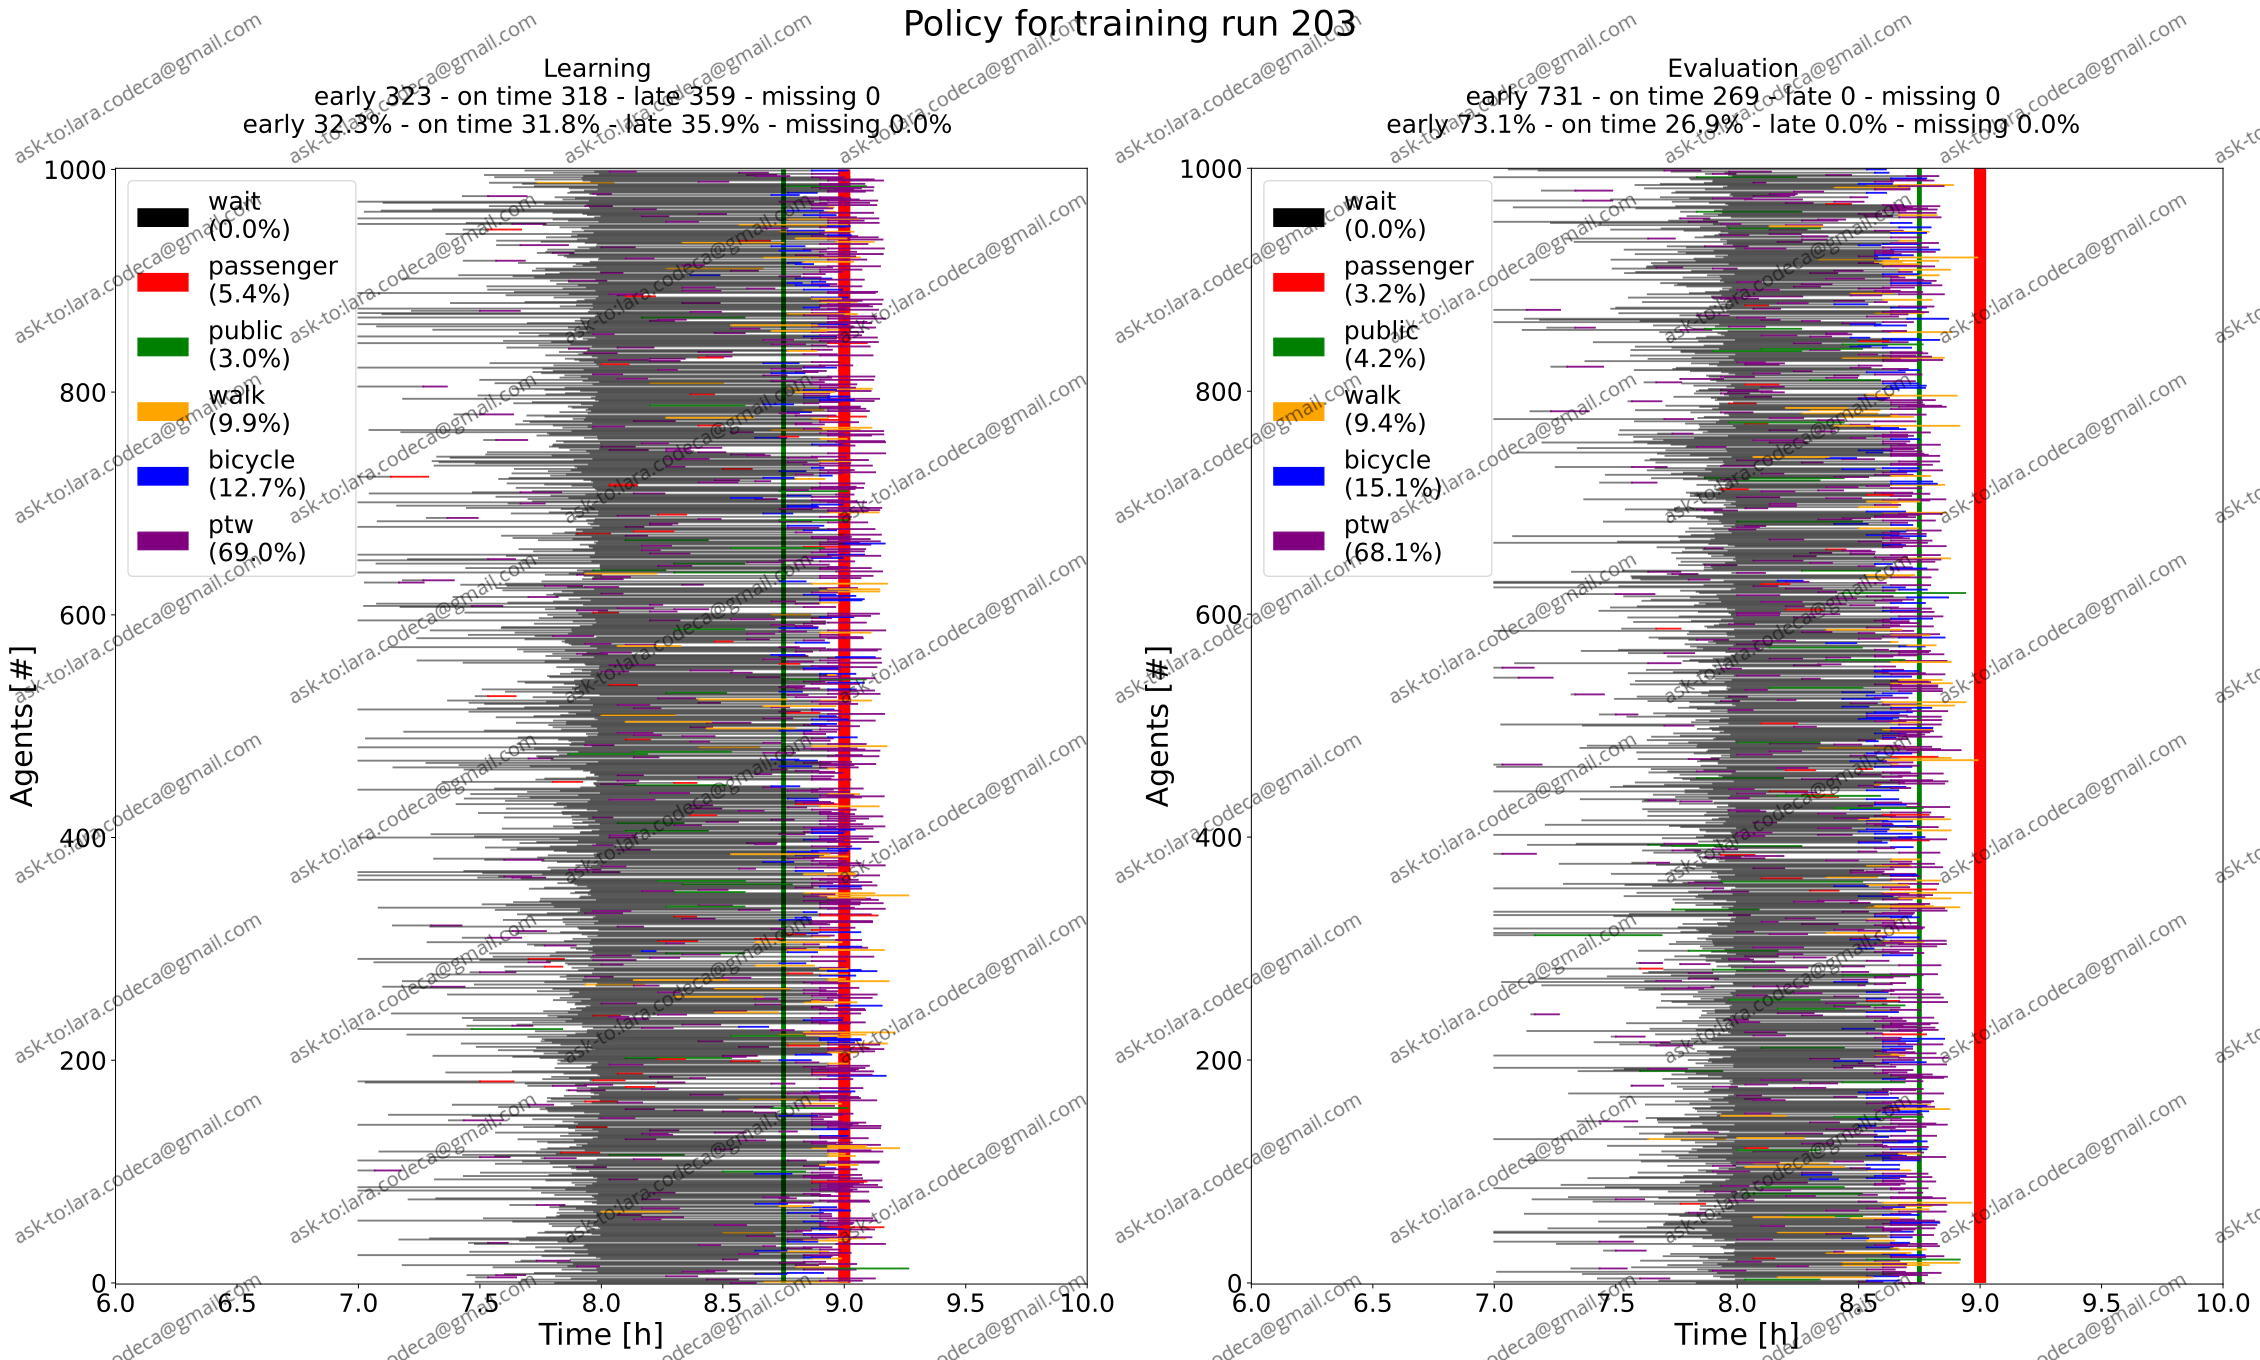 Policy for training run 203
Learning
early 323 - on time 318 - late 359 - missing 0
early 32.3% - on time 31.8% - late 35.9% - missing 0.0%
1000
800
600
400
200
0
Agents [#]
wait
(0.0%)
passenger
(5.4%)
public
(3.0%)
walk
(9.9%)
bicycle
(12.7%)
ptw
(69.0%)
6.0 6.5 7.0 7.5 8.0 8.5 9.0 9.5 10.0
Time [h]
Evaluation
early 731 - on time 269 - late 0 - missing 0
early 73.1% - on time 26.9% - late 0.0% - missing 0.0%
1000
800
600
400
200
0
Agents [#]
wait
(0.0%)
passenger
(3.2%)
public
(4.2%)
walk
(9.4%)
bicycle
(15.1%)
ptw
(68.1%)
6.0 6.5 7.0 7.5 8.0 8.5 9.0 9.5 10.0
Time [h]
ask-to:lara.codeca@gmail.com